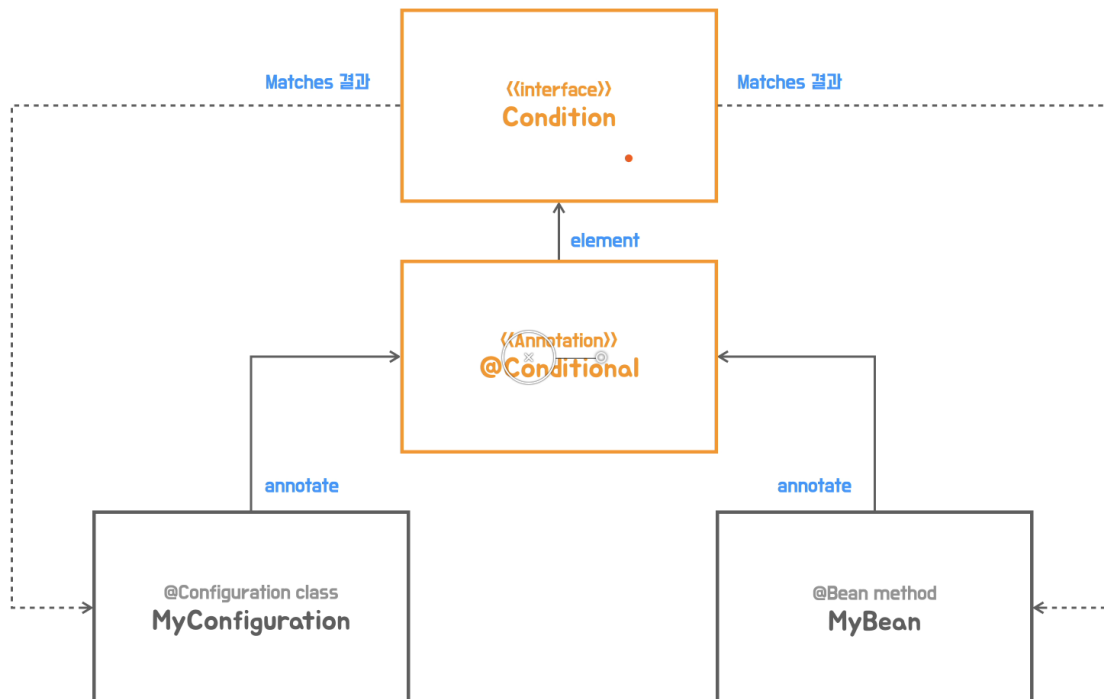 Matches 결과
Matches 결과
《interface》
Condition
element
《Annotation》
@Conditional
annotate
annotate
@Configuration class
MyConfiguration
@Bean method
MyBean